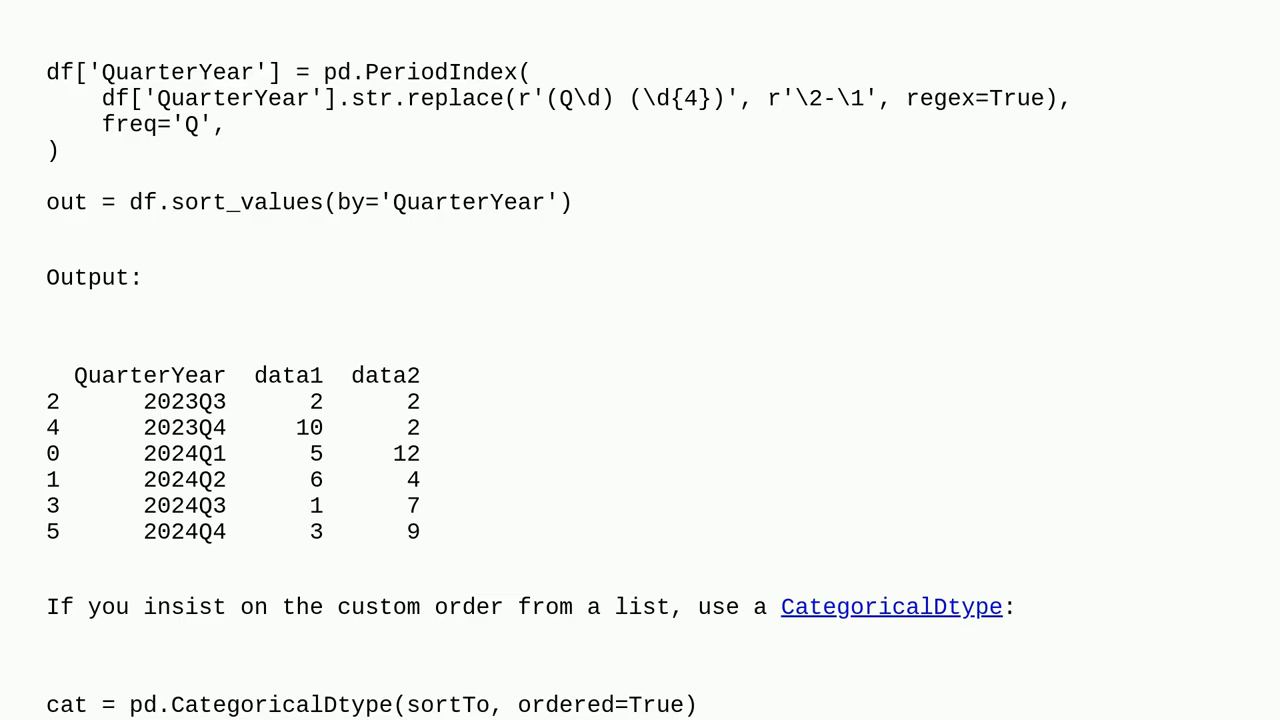 df['QuarterYear'] = pd.PeriodIndex(
    df['QuarterYear'].str.replace(r'(Q\d) (\d{4})', r'\2-\1', regex=True),
    freq='Q',
)
out = df.sort_values(by='QuarterYear')
Output:
  QuarterYear  data1  data2
2      2023Q3      2      2
4      2023Q4     10      2
0      2024Q1      5     12
1      2024Q2      6      4
3      2024Q3      1      7
5      2024Q4      3      9
If you insist on the custom order from a list, use a CategoricalDtype:
cat = pd.CategoricalDtype(sortTo, ordered=True)